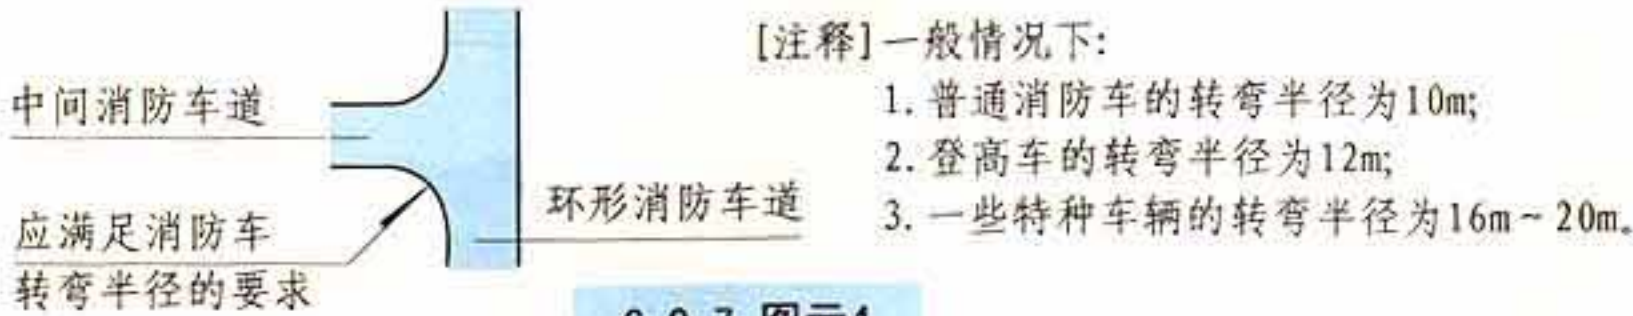 中间消防车道
应满足消防车
转弯半径的要求
环形消防车道
[注释]一般情况下:
1. 普通消防车的转弯半径为10m;
2. 登高车的转弯半径为12m;
3. 一些特种车辆的转弯半径为16m~20m。
图示4